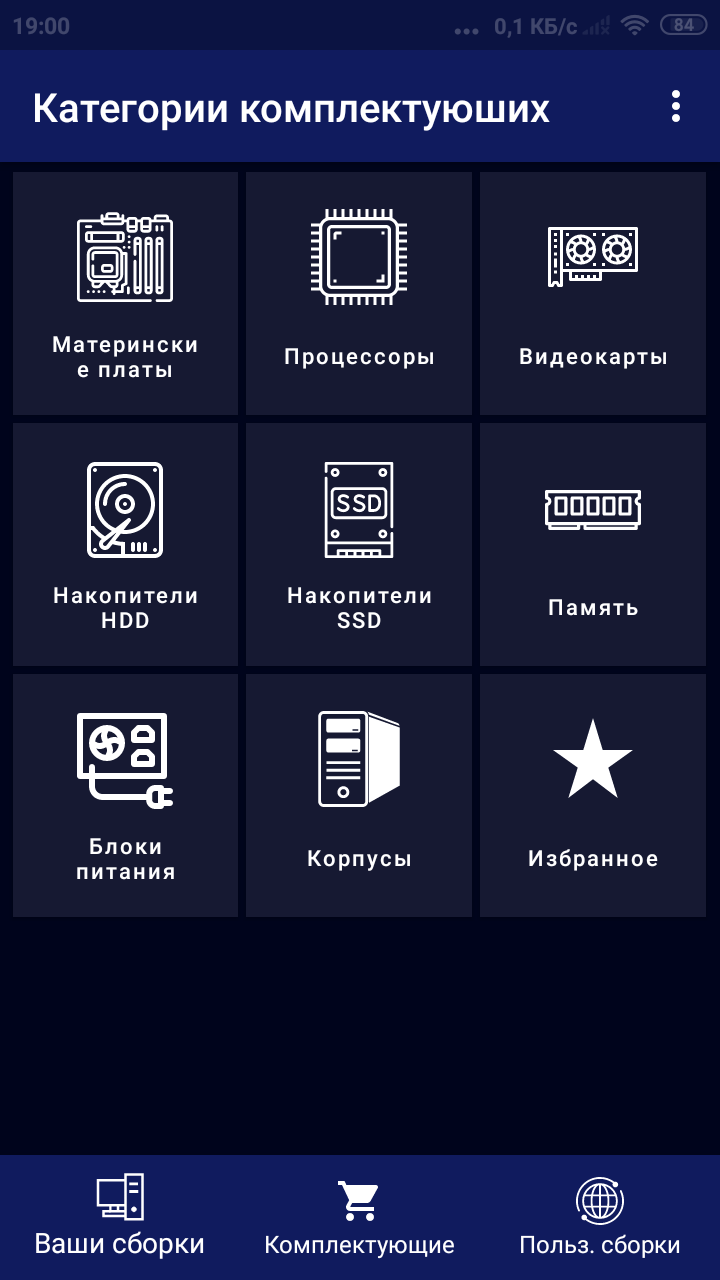 19:00 ... 0,1 КБ/с 84
Категории комплектуюших
Матерински
е платы
Процессоры
Видеокарты
Накопители
HDD
SSD
Накопители
SSD
Память
Блоки
питания
Корпусы
Избранное
Ваши сборки
Комплектующие
Польз. сборки